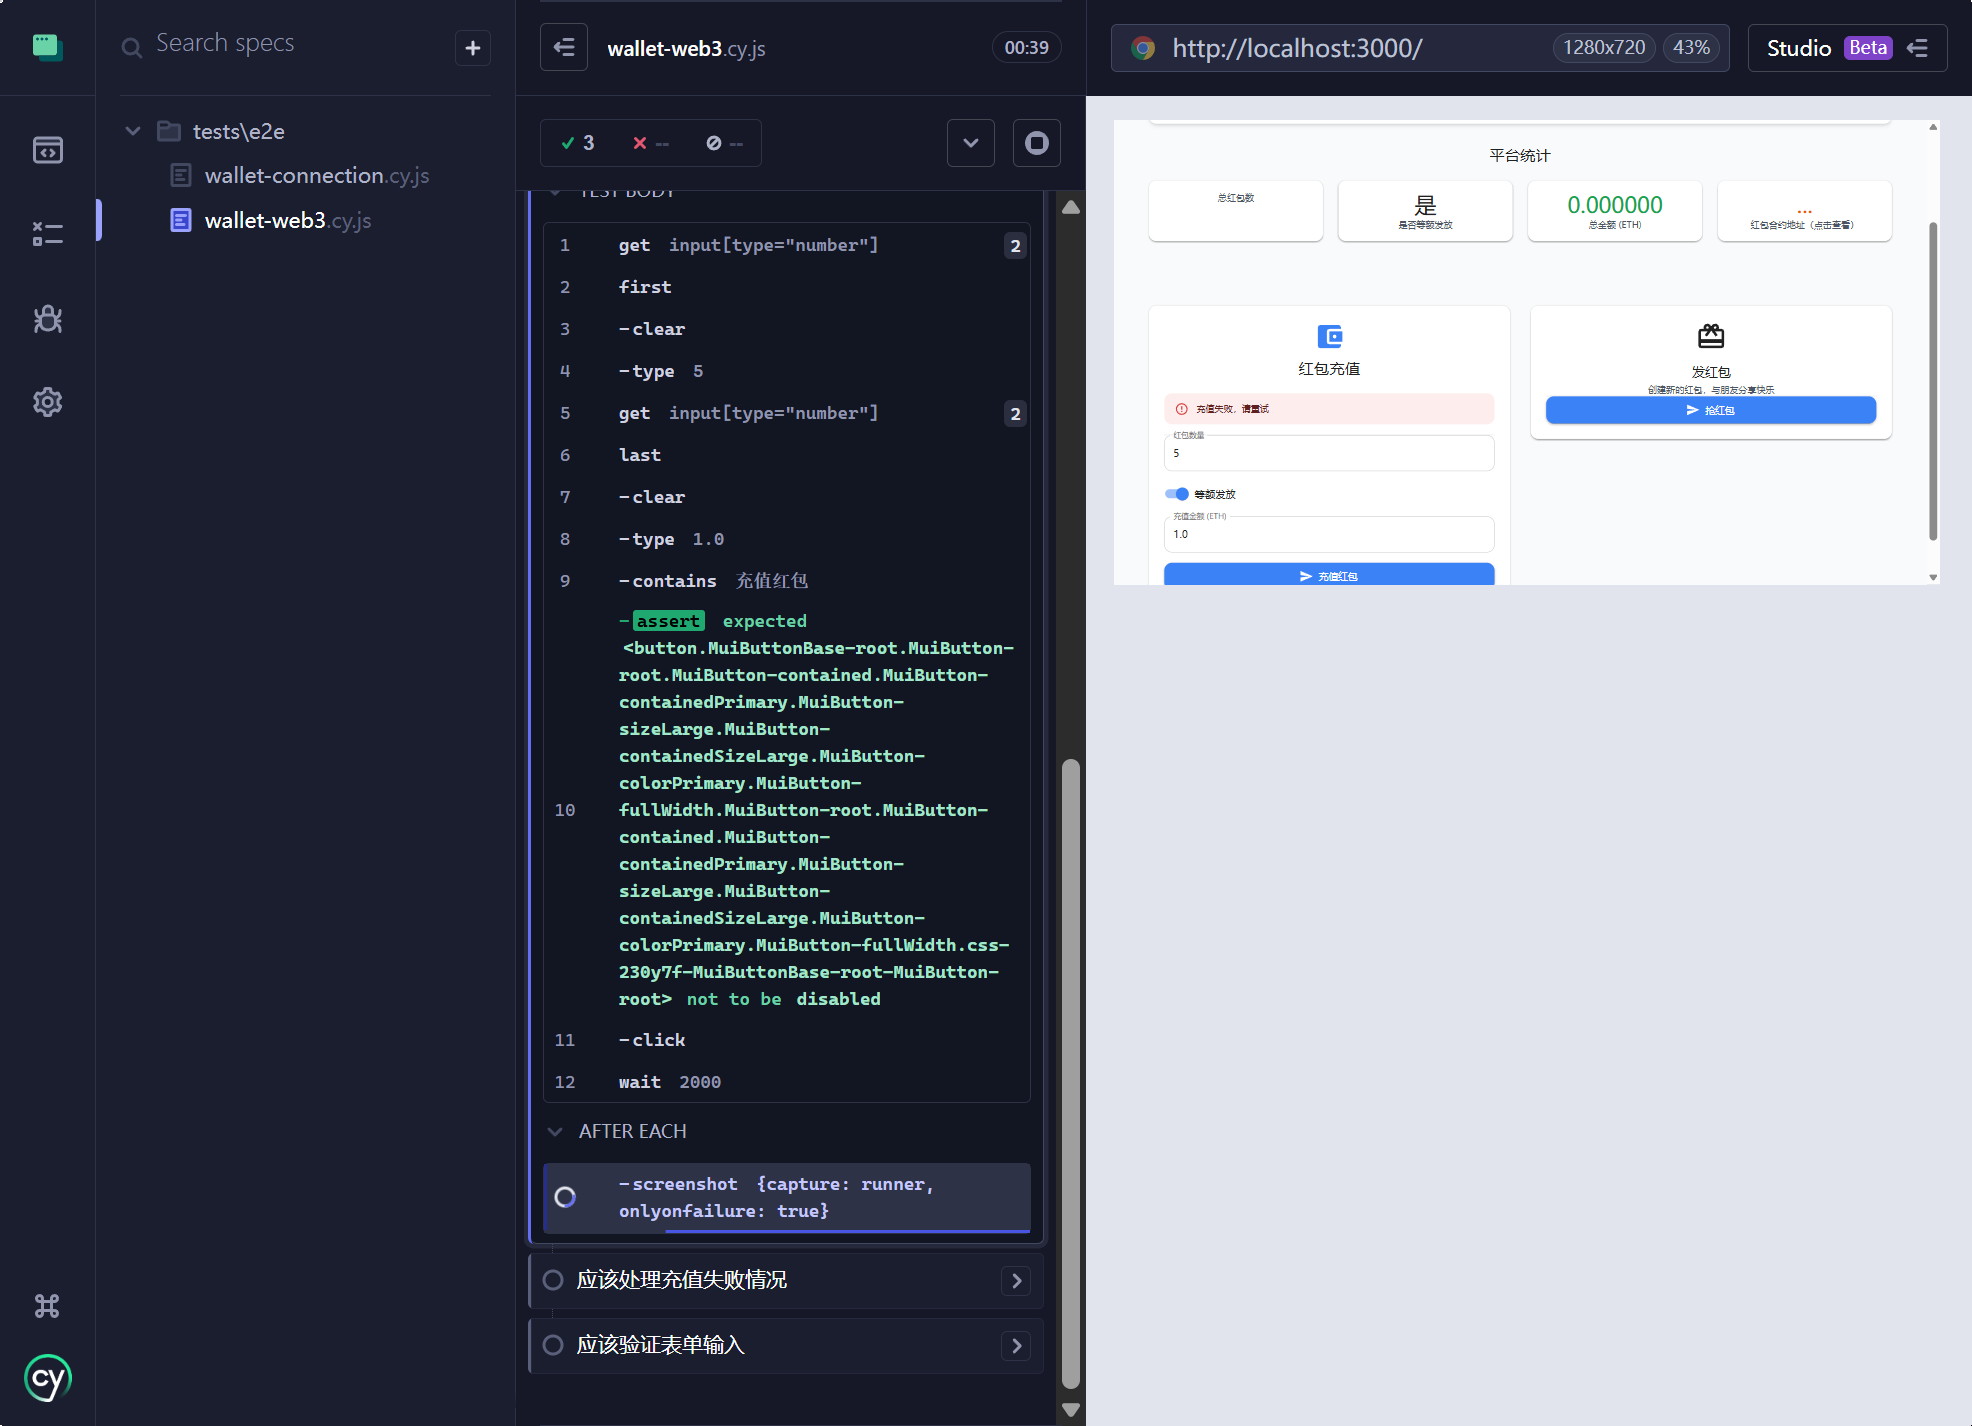 Search specs
tests\e2e
wallet-connection.cy.js
wallet-web3.cy.js
cy
wallet-web3.cy.js
00:39
3
--
--
TEST BODY
1 get input[type="number"] 2
2 first
3 -clear
4 -type 5
5 get input[type="number"] 2
6 last
7 -clear
8 -type 1.0
9 -contains 充值红包
-assert expected
<button.MuiButtonBase-root.MuiButton-
root.MuiButton-contained.MuiButton-
containedPrimary.MuiButton-
sizeLarge.MuiButton-
containedSizeLarge.MuiButton-
colorPrimary.MuiButton-
10 fullWidth.MuiButton-root.MuiButton-
contained.MuiButton-
containedPrimary.MuiButton-
sizeLarge.MuiButton-
containedSizeLarge.MuiButton-
colorPrimary.MuiButton-fullWidth.css-
230y7f-MuiButtonBase-root-MuiButton-
root> not to be disabled
11 -click
12 wait 2000
AFTER EACH
-screenshot {capture: runner,
onlyonfailure: true}
应该处理充值失败情况
应该验证表单输入
http://localhost:3000/
1280x720
43%
Studio Beta
平台统计
总红包数
是
是否等额发放
0.000000
总金额 (ETH)
...
红包合约地址（点击查看）
红包充值
充值失败，请重试
红包数量
5
等额发放
充值金额 (ETH)
1.0
充值红包
发红包
创建新的红包，与朋友分享快乐
抢红包